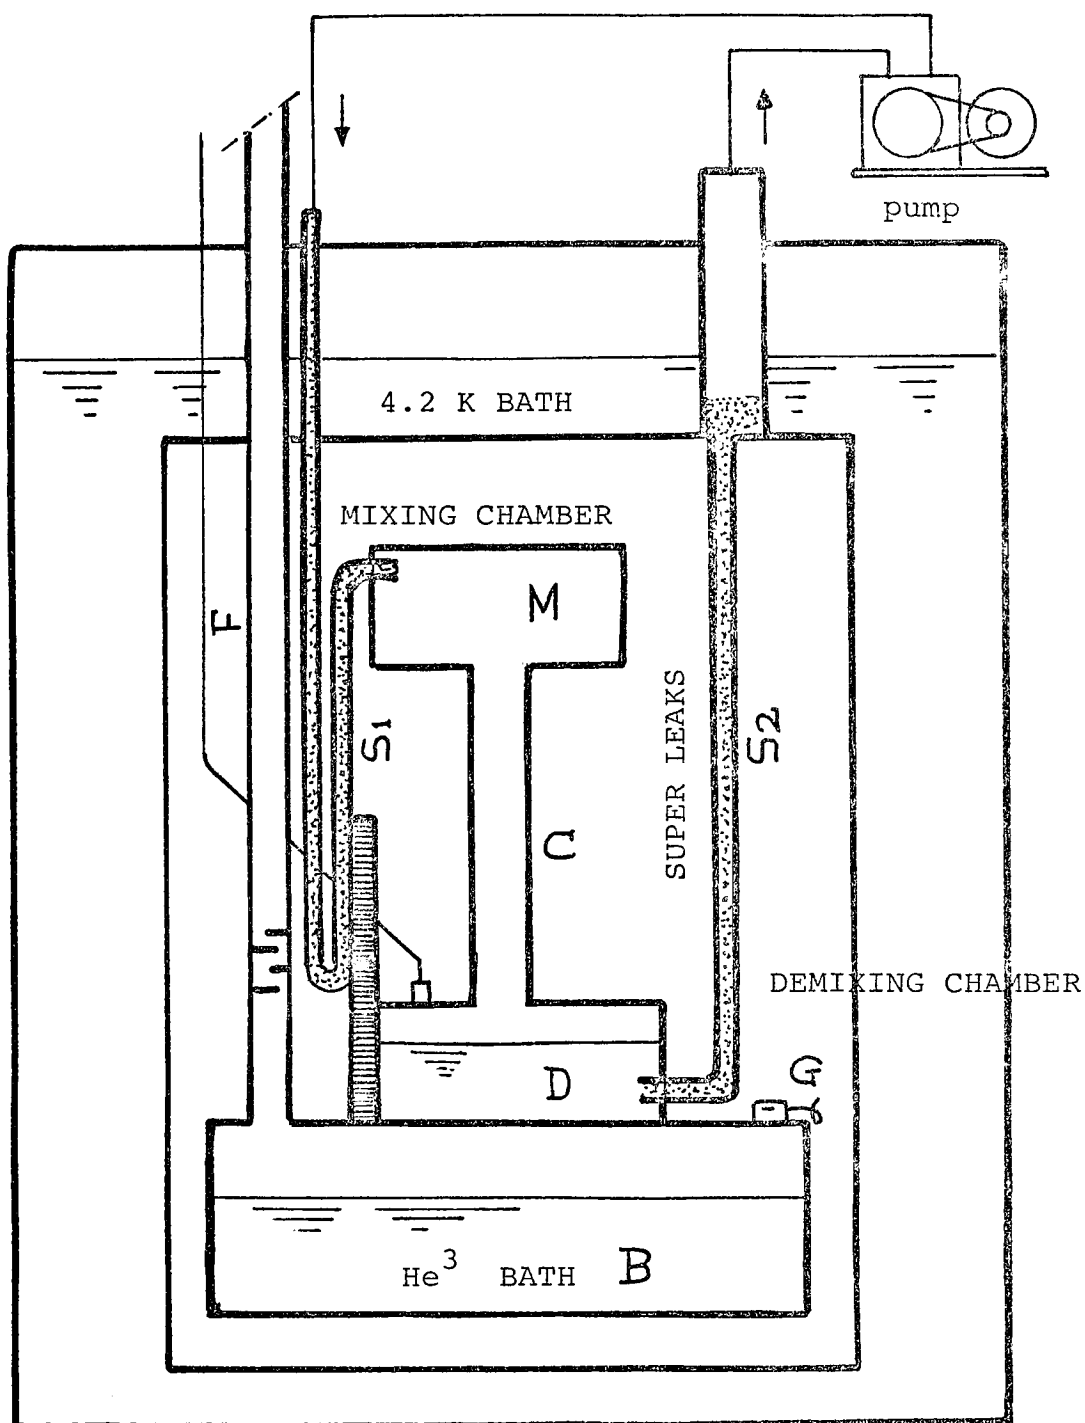 pump
4.2 K BATH
MIXING CHAMBER
M
F
S1
SUPER LEAKS
S2
C
DEMIXING CHAMBER
D
G
He³ BATH B